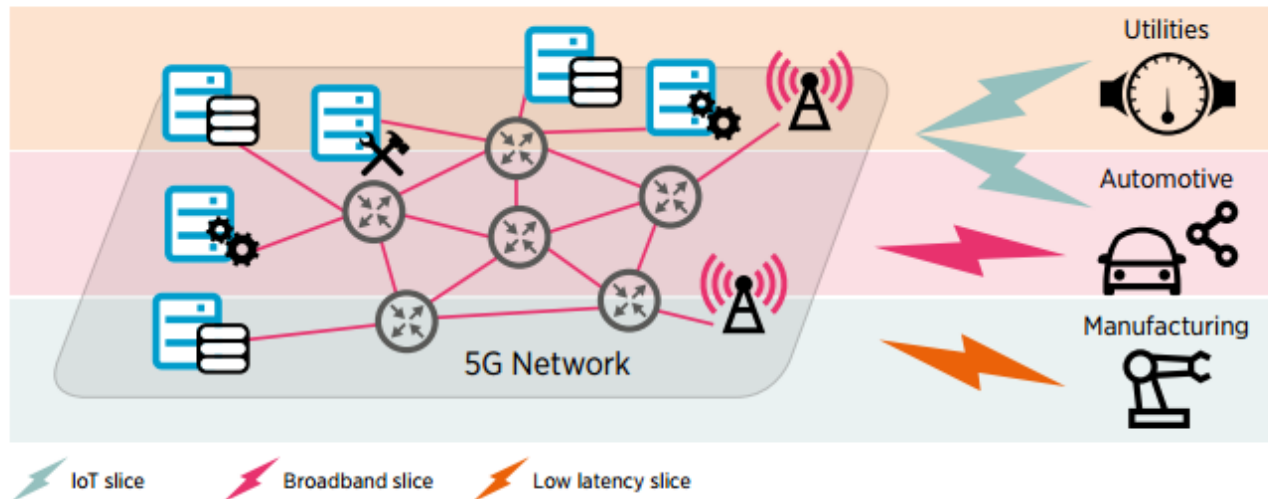 Utilities
Automotive
Manufacturing
5G Network
IoT slice
Broadband slice
Low latency slice